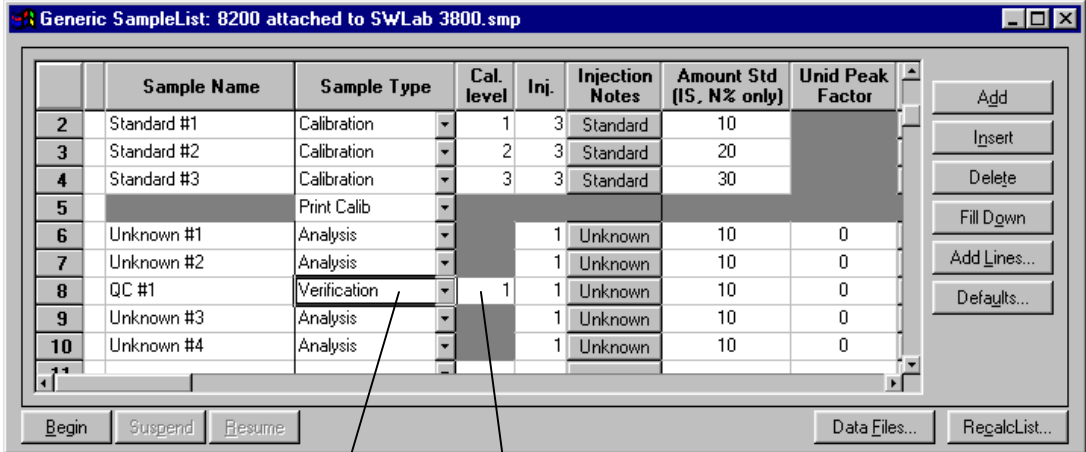 Generic SampleList: 8200 attached to SWLab 3800.smp
Sample Name Sample Type Cal. level Inj. Injection Notes Amount Std (IS, N% only) Unid Peak Factor
2 Standard #1 Calibration 1 3 Standard 10
3 Standard #2 Calibration 2 3 Standard 20
4 Standard #3 Calibration 3 3 Standard 30
5 Print Calib
6 Unknown #1 Analysis 1 Unknown 10 0
7 Unknown #2 Analysis 1 Unknown 10 0
8 QC #1 Verification 1 1 Unknown 10 0
9 Unknown #3 Analysis 1 Unknown 10 0
10 Unknown #4 Analysis 1 Unknown 10 0
Add
Insert
Delete
Fill Down
Add Lines...
Defaults...
Begin Suspend Resume Data Files... RecalcList...